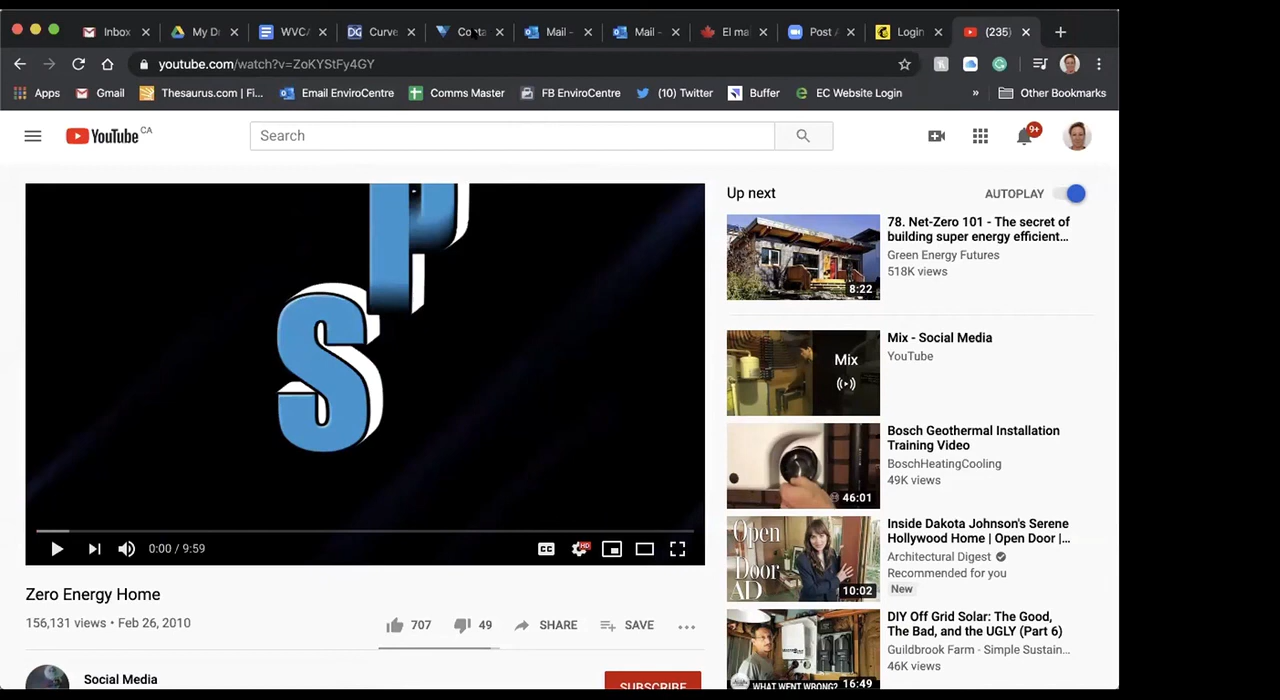 Inbox
My Dr
WVCA
DG Curve
Conta
Mail -
Mail -
El ma
Post A
Login
(235)
youtube.com/watch?v=ZoKYStFy4GY
Apps
Gmail
Thesaurus.com | Fi...
Email EnviroCentre
Comms Master
FB EnviroCentre
(10) Twitter
Buffer
EC Website Login
»
Other Bookmarks
YouTube CA
Search
9+
P
S
0:00 / 9:59
CC
HD
Zero Energy Home
156,131 views • Feb 26, 2010
707
49
SHARE
SAVE
Social Media
SUBSCRIBE
Up next
AUTOPLAY
78. Net-Zero 101 - The secret of
building super energy efficient...
Green Energy Futures
518K views
8:22
Mix
Mix - Social Media
YouTube
Bosch Geothermal Installation
Training Video
BoschHeatingCooling
49K views
46:01
Open
Door
AD
10:02
Inside Dakota Johnson's Serene
Hollywood Home | Open Door |...
Architectural Digest
Recommended for you
New
DIY Off Grid Solar: The Good,
The Bad, and the UGLY (Part 6)
Guildbrook Farm - Simple Sustain...
46K views
WHAT WENT WRONG?
16:49